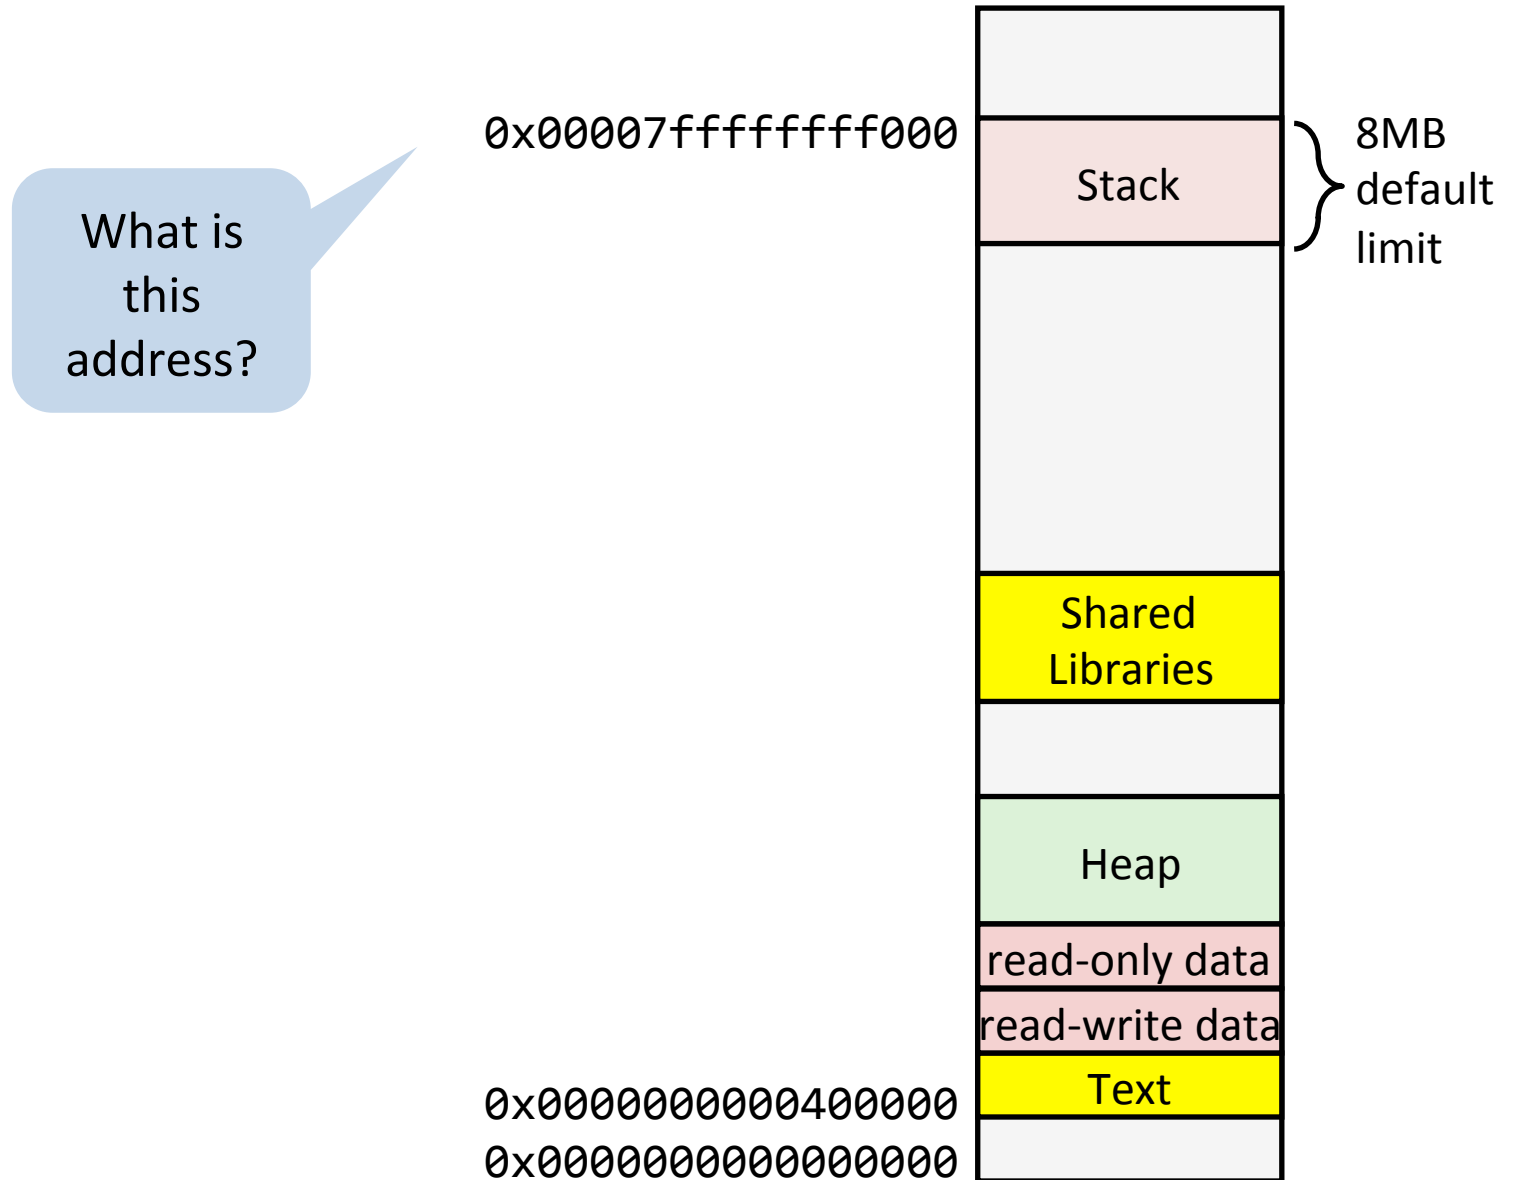 0x00007ffffffff000
What is
this
address?
Stack
8MB
default
limit
Shared
Libraries
Heap
read-only data
read-write data
Text
0x0000000000400000
0x0000000000000000